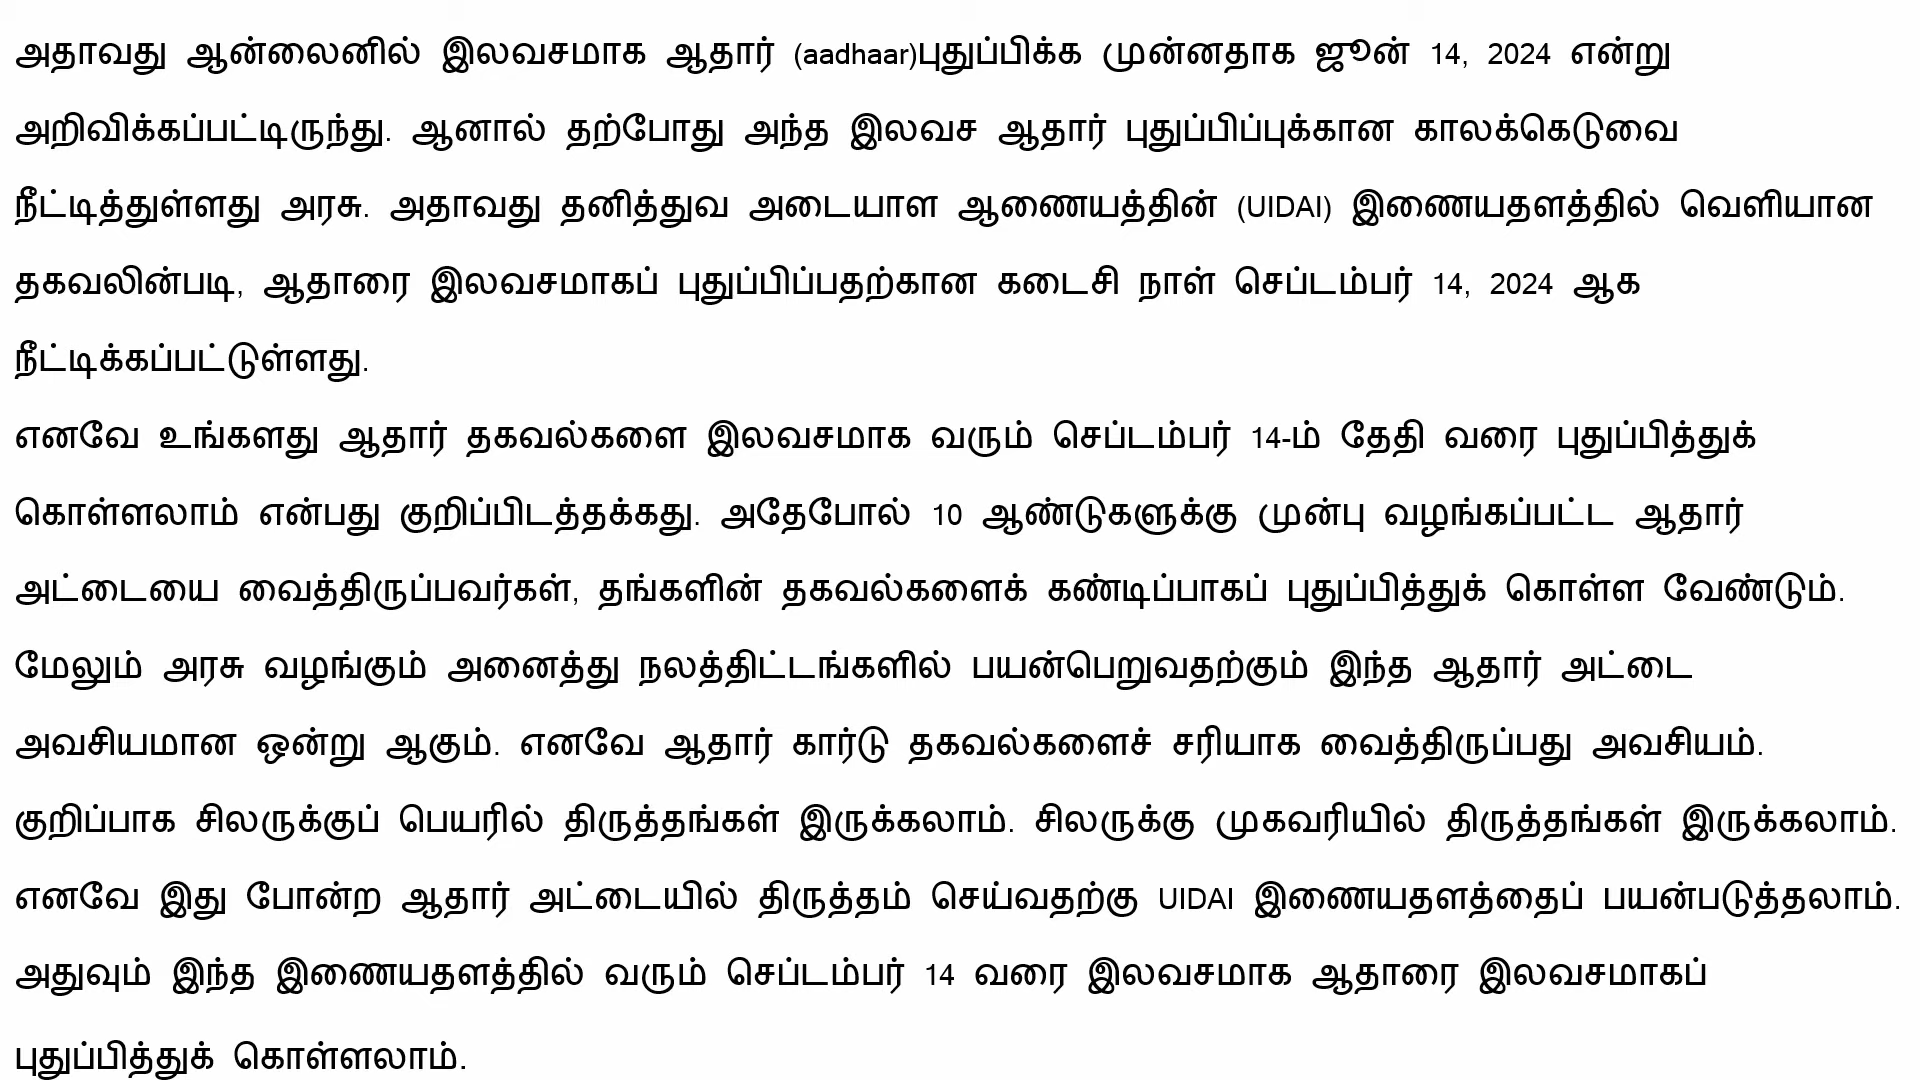 அதாவது ஆன்லைனில் இலவசமாக ஆதார் (aadhaar)புதுப்பிக்க முன்னதாக ஜூன் 14, 2024 என்று
அறிவிக்கப்பட்டிருந்து. ஆனால் தற்போது அந்த இலவச ஆதார் புதுப்பிப்புக்கான காலக்கெடுவை
நீட்டித்துள்ளது அரசு. அதாவது தனித்துவ அடையாள ஆணையத்தின் (UIDAI) இணையதளத்தில் வெளியான
தகவலின்படி, ஆதாரை இலவசமாகப் புதுப்பிப்பதற்கான கடைசி நாள் செப்டம்பர் 14, 2024 ஆக
நீட்டிக்கப்பட்டுள்ளது.
எனவே உங்களது ஆதார் தகவல்களை இலவசமாக வரும் செப்டம்பர் 14-ம் தேதி வரை புதுப்பித்துக்
கொள்ளலாம் என்பது குறிப்பிடத்தக்கது. அதேபோல் 10 ஆண்டுகளுக்கு முன்பு வழங்கப்பட்ட ஆதார்
அட்டையை வைத்திருப்பவர்கள், தங்களின் தகவல்களைக் கண்டிப்பாகப் புதுப்பித்துக் கொள்ள வேண்டும்.
மேலும் அரசு வழங்கும் அனைத்து நலத்திட்டங்களில் பயன்பெறுவதற்கும் இந்த ஆதார் அட்டை
அவசியமான ஒன்று ஆகும். எனவே ஆதார் கார்டு தகவல்களைச் சரியாக வைத்திருப்பது அவசியம்.
குறிப்பாக சிலருக்குப் பெயரில் திருத்தங்கள் இருக்கலாம். சிலருக்கு முகவரியில் திருத்தங்கள் இருக்கலாம்.
எனவே இது போன்ற ஆதார் அட்டையில் திருத்தம் செய்வதற்கு UIDAI இணையதளத்தைப் பயன்படுத்தலாம்.
அதுவும் இந்த இணையதளத்தில் வரும் செப்டம்பர் 14 வரை இலவசமாக ஆதாரை இலவசமாகப்
புதுப்பித்துக் கொள்ளலாம்.